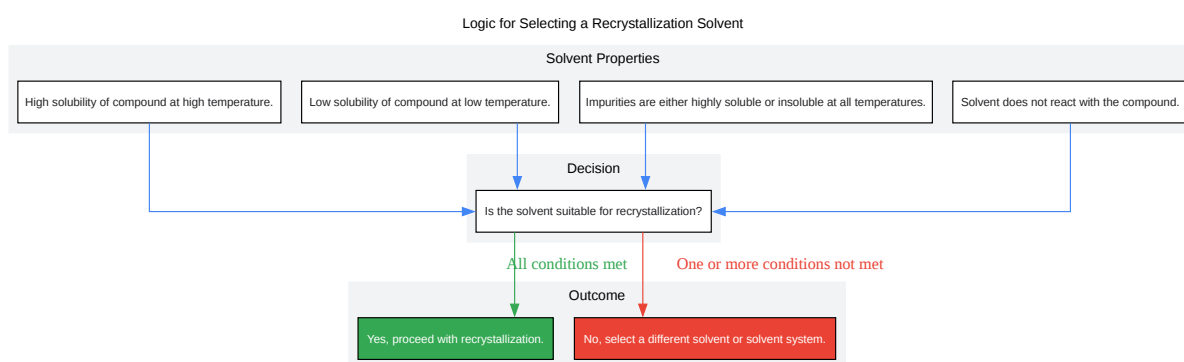 Logic for Selecting a Recrystallization Solvent
Solvent Properties
High solubility of compound at high temperature.
Low solubility of compound at low temperature.
Impurities are either highly soluble or insoluble at all temperatures.
Solvent does not react with the compound.
Decision
Is the solvent suitable for recrystallization?
All conditions met
One or more conditions not met
Outcome
Yes, proceed with recrystallization.
No, select a different solvent or solvent system.